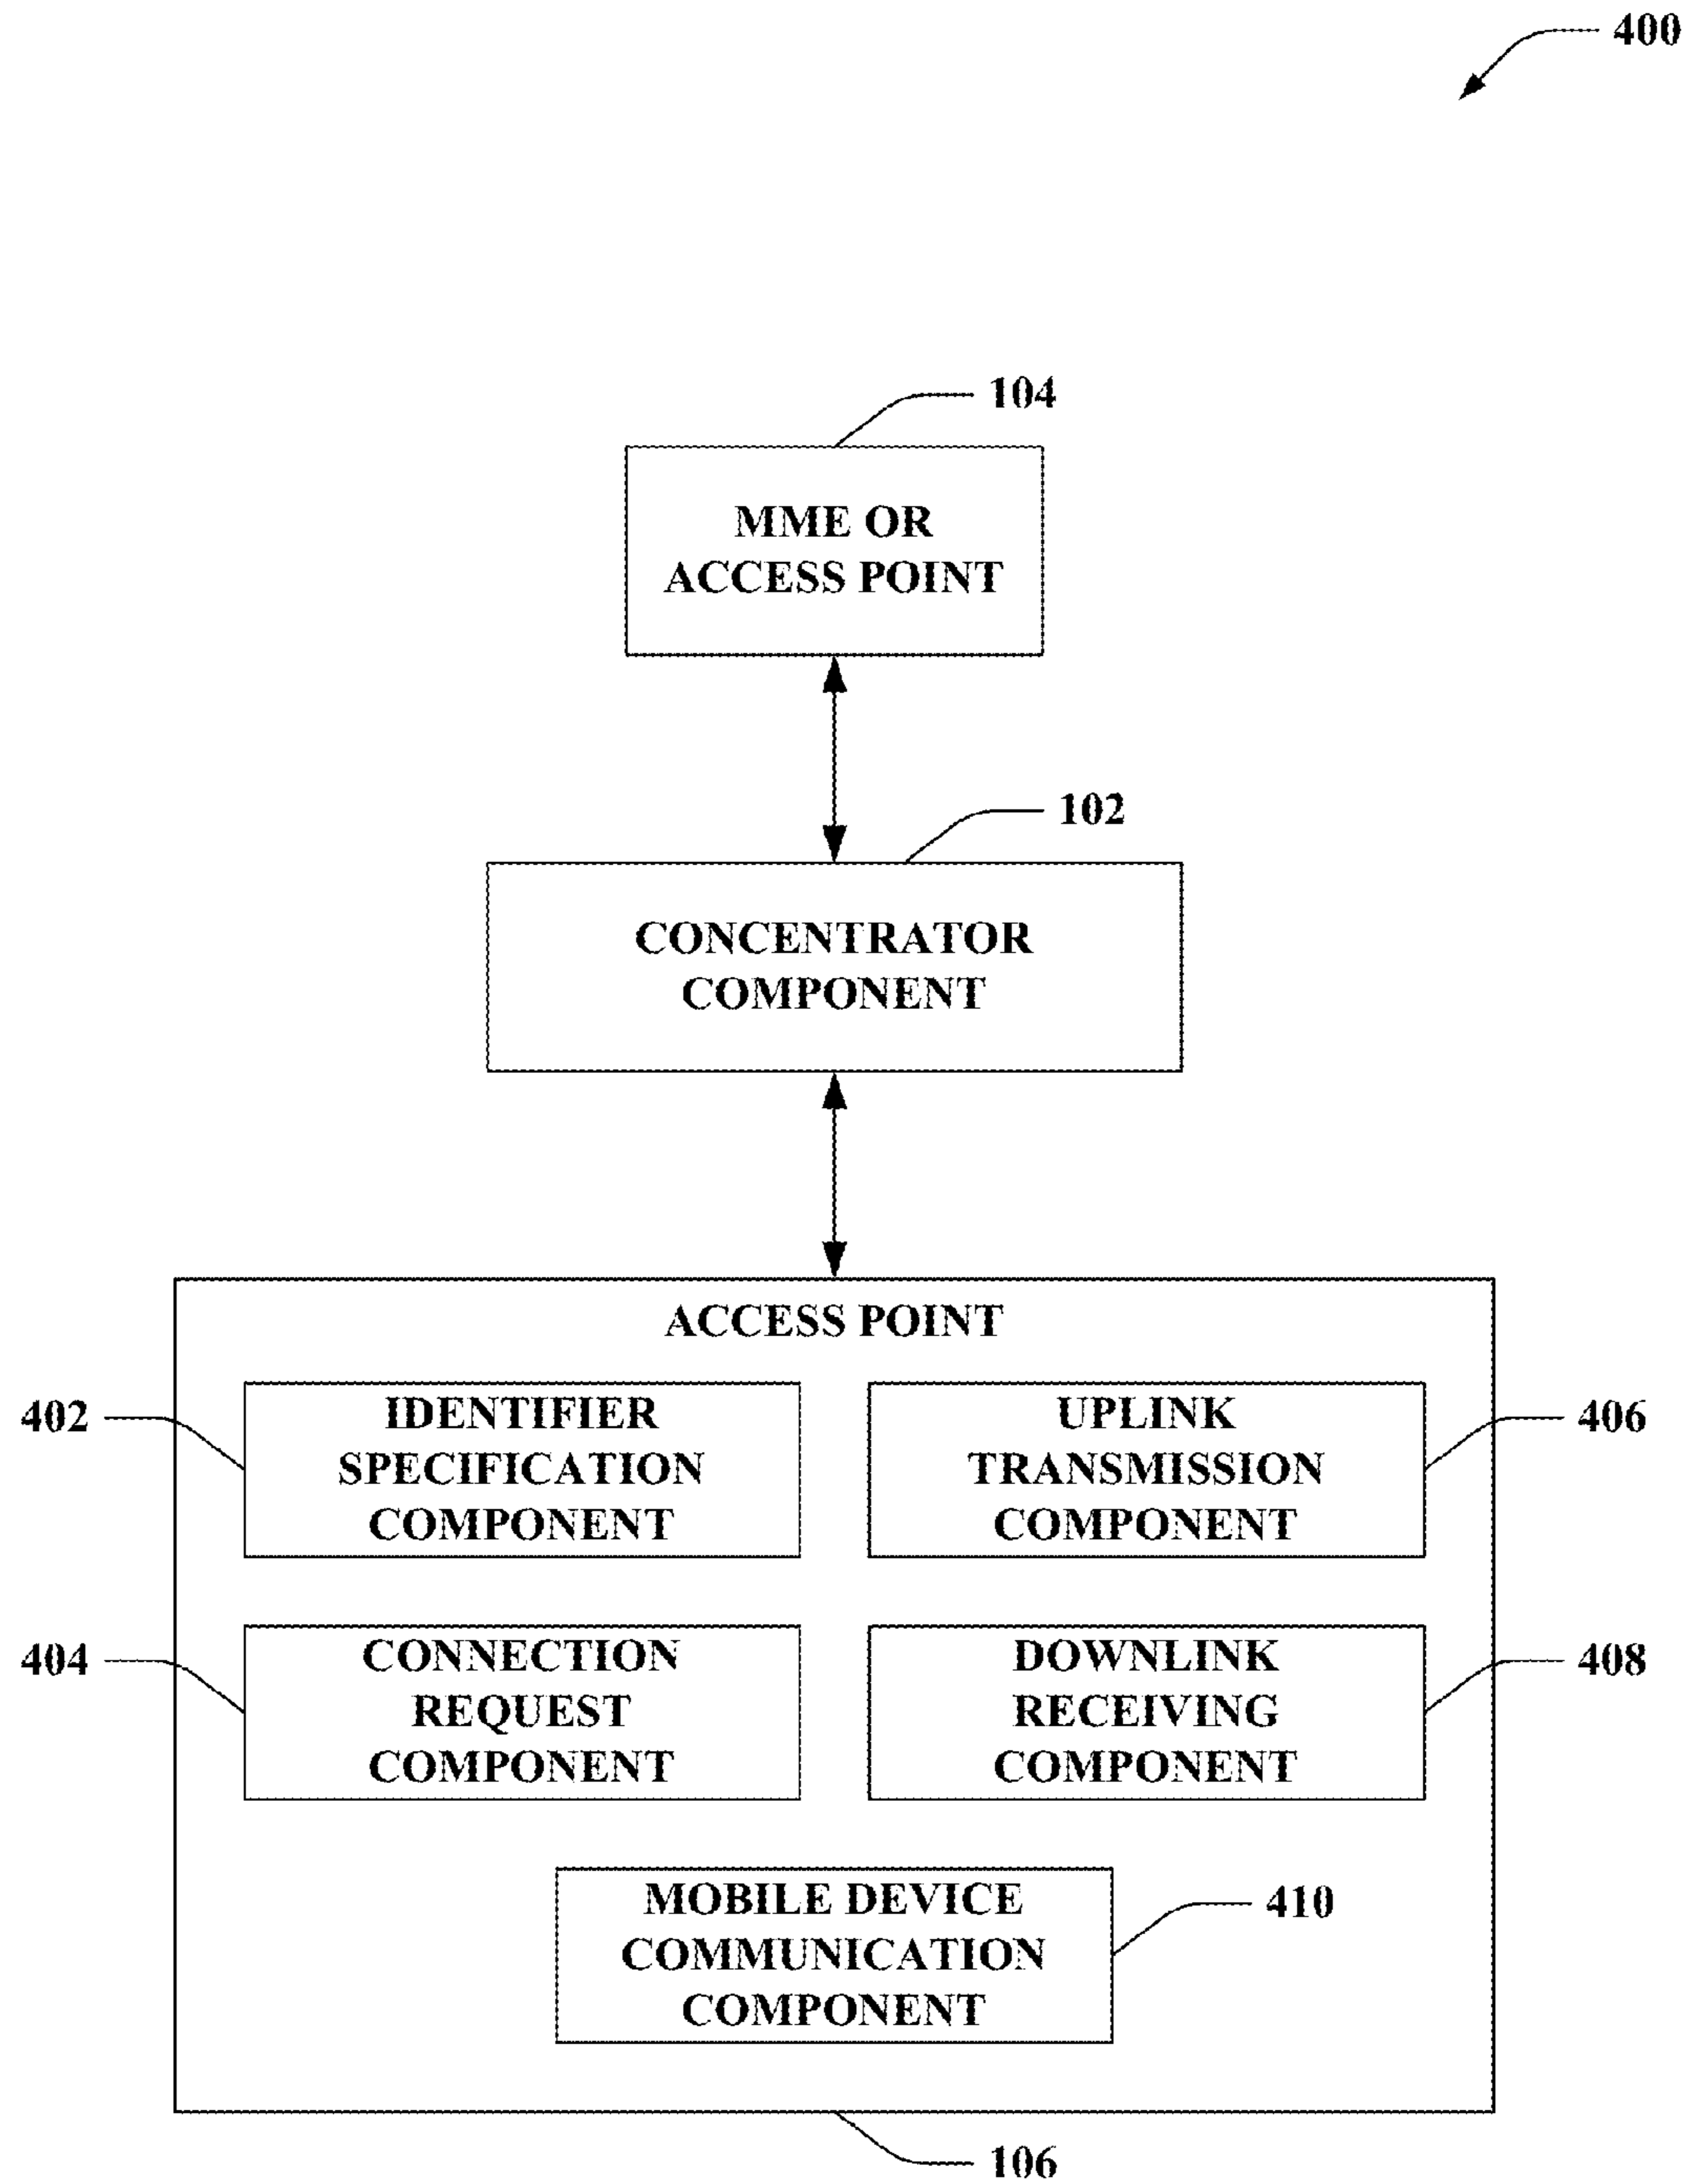 400
104
MME OR
ACCESS POINT
102
CONCENTRATOR
COMPONENT
ACCESS POINT
402
IDENTIFIER
SPECIFICATION
COMPONENT
UPLINK
TRANSMISSION
COMPONENT
406
404
CONNECTION
REQUEST
COMPONENT
DOWNLINK
RECEIVING
COMPONENT
408
MOBILE DEVICE
COMMUNICATION
COMPONENT
410
106